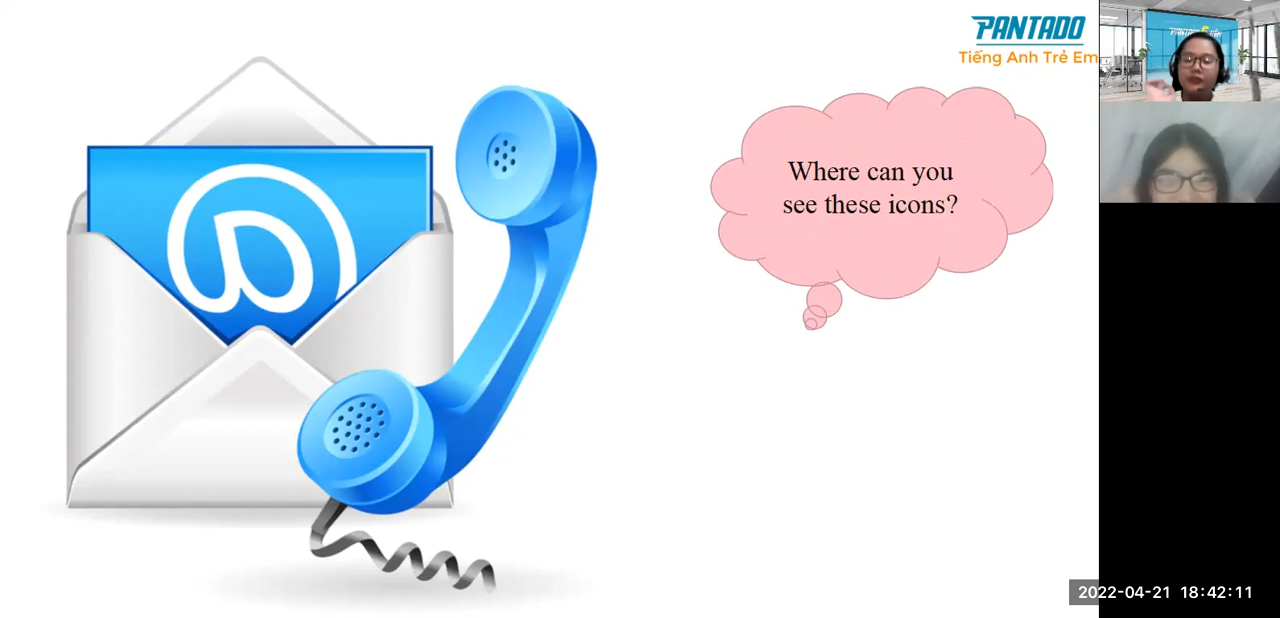 PANTADO
Tiếng Anh Trẻ Em
Where can you
see these icons?
@
2022-04-21 18:42:11